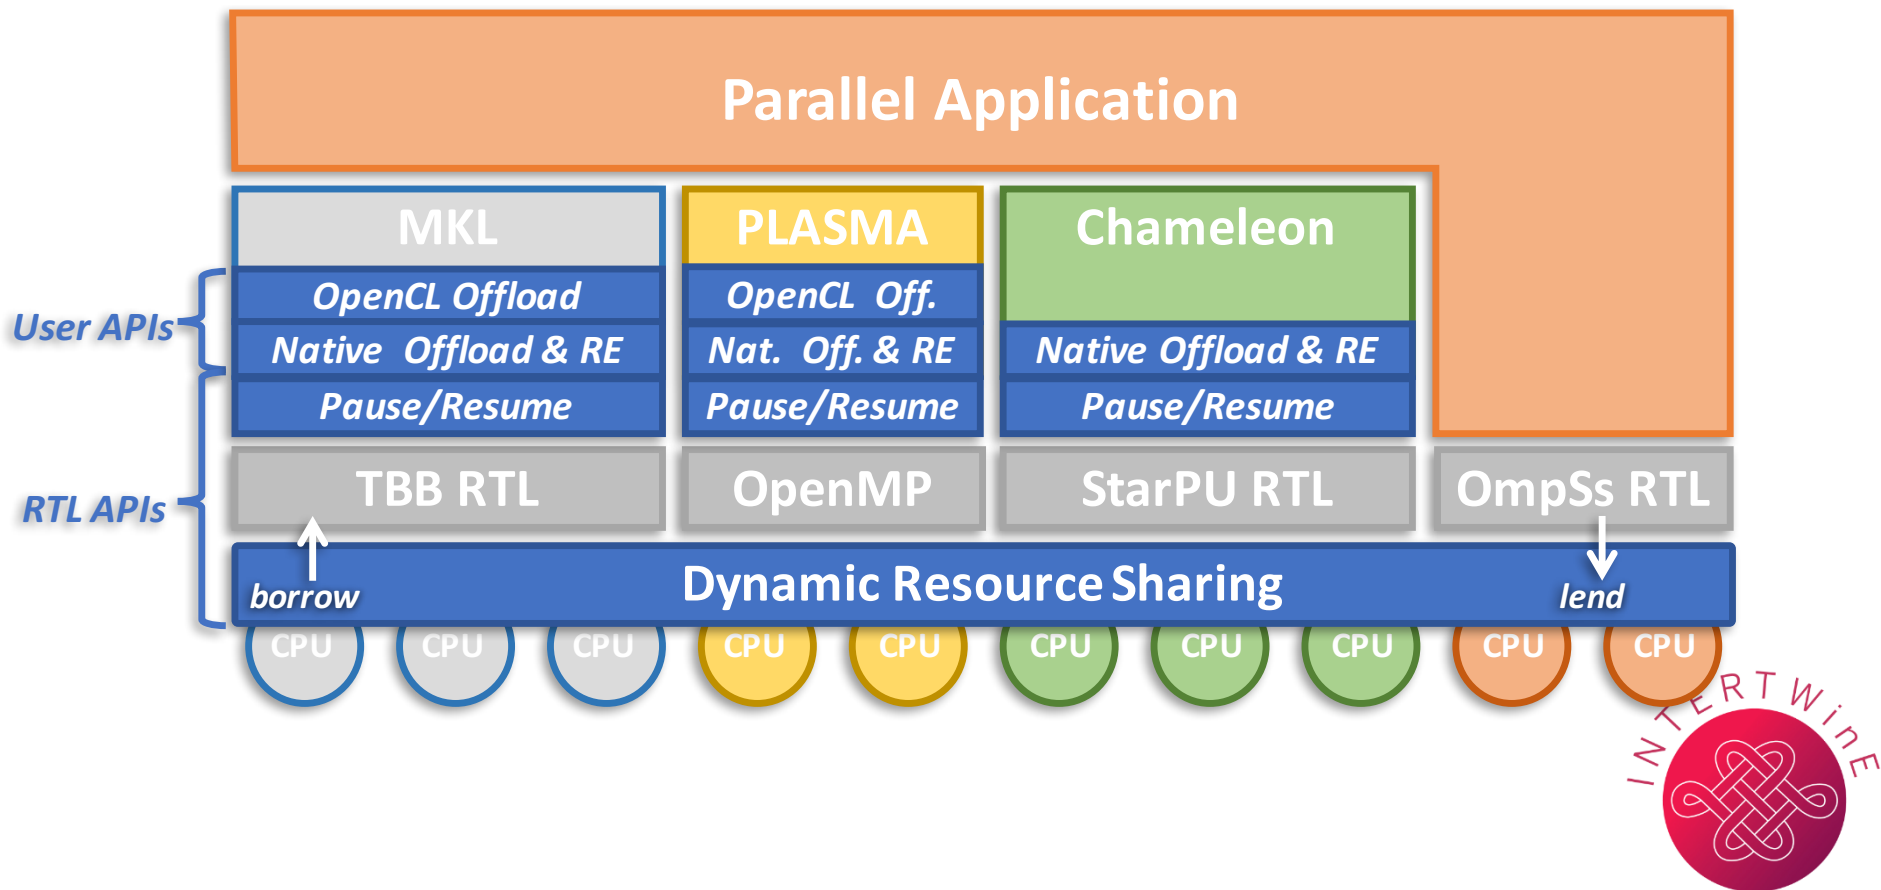 Parallel Application
MKL
PLASMA
Chameleon
OpenCL Offload
OpenCL Off.
User APIs
Native Offload & RE
Nat. Off. & RE
Native Offload & RE
Pause/Resume
Pause/Resume
Pause/Resume
TBB RTL
OpenMP
StarPU RTL
OmpSs RTL
RTL APIs
Dynamic Resource Sharing
borrow
lend
CPU
CPU
CPU
CPU
CPU
CPU
CPU
CPU
CPU
CPU
INTERTWinE